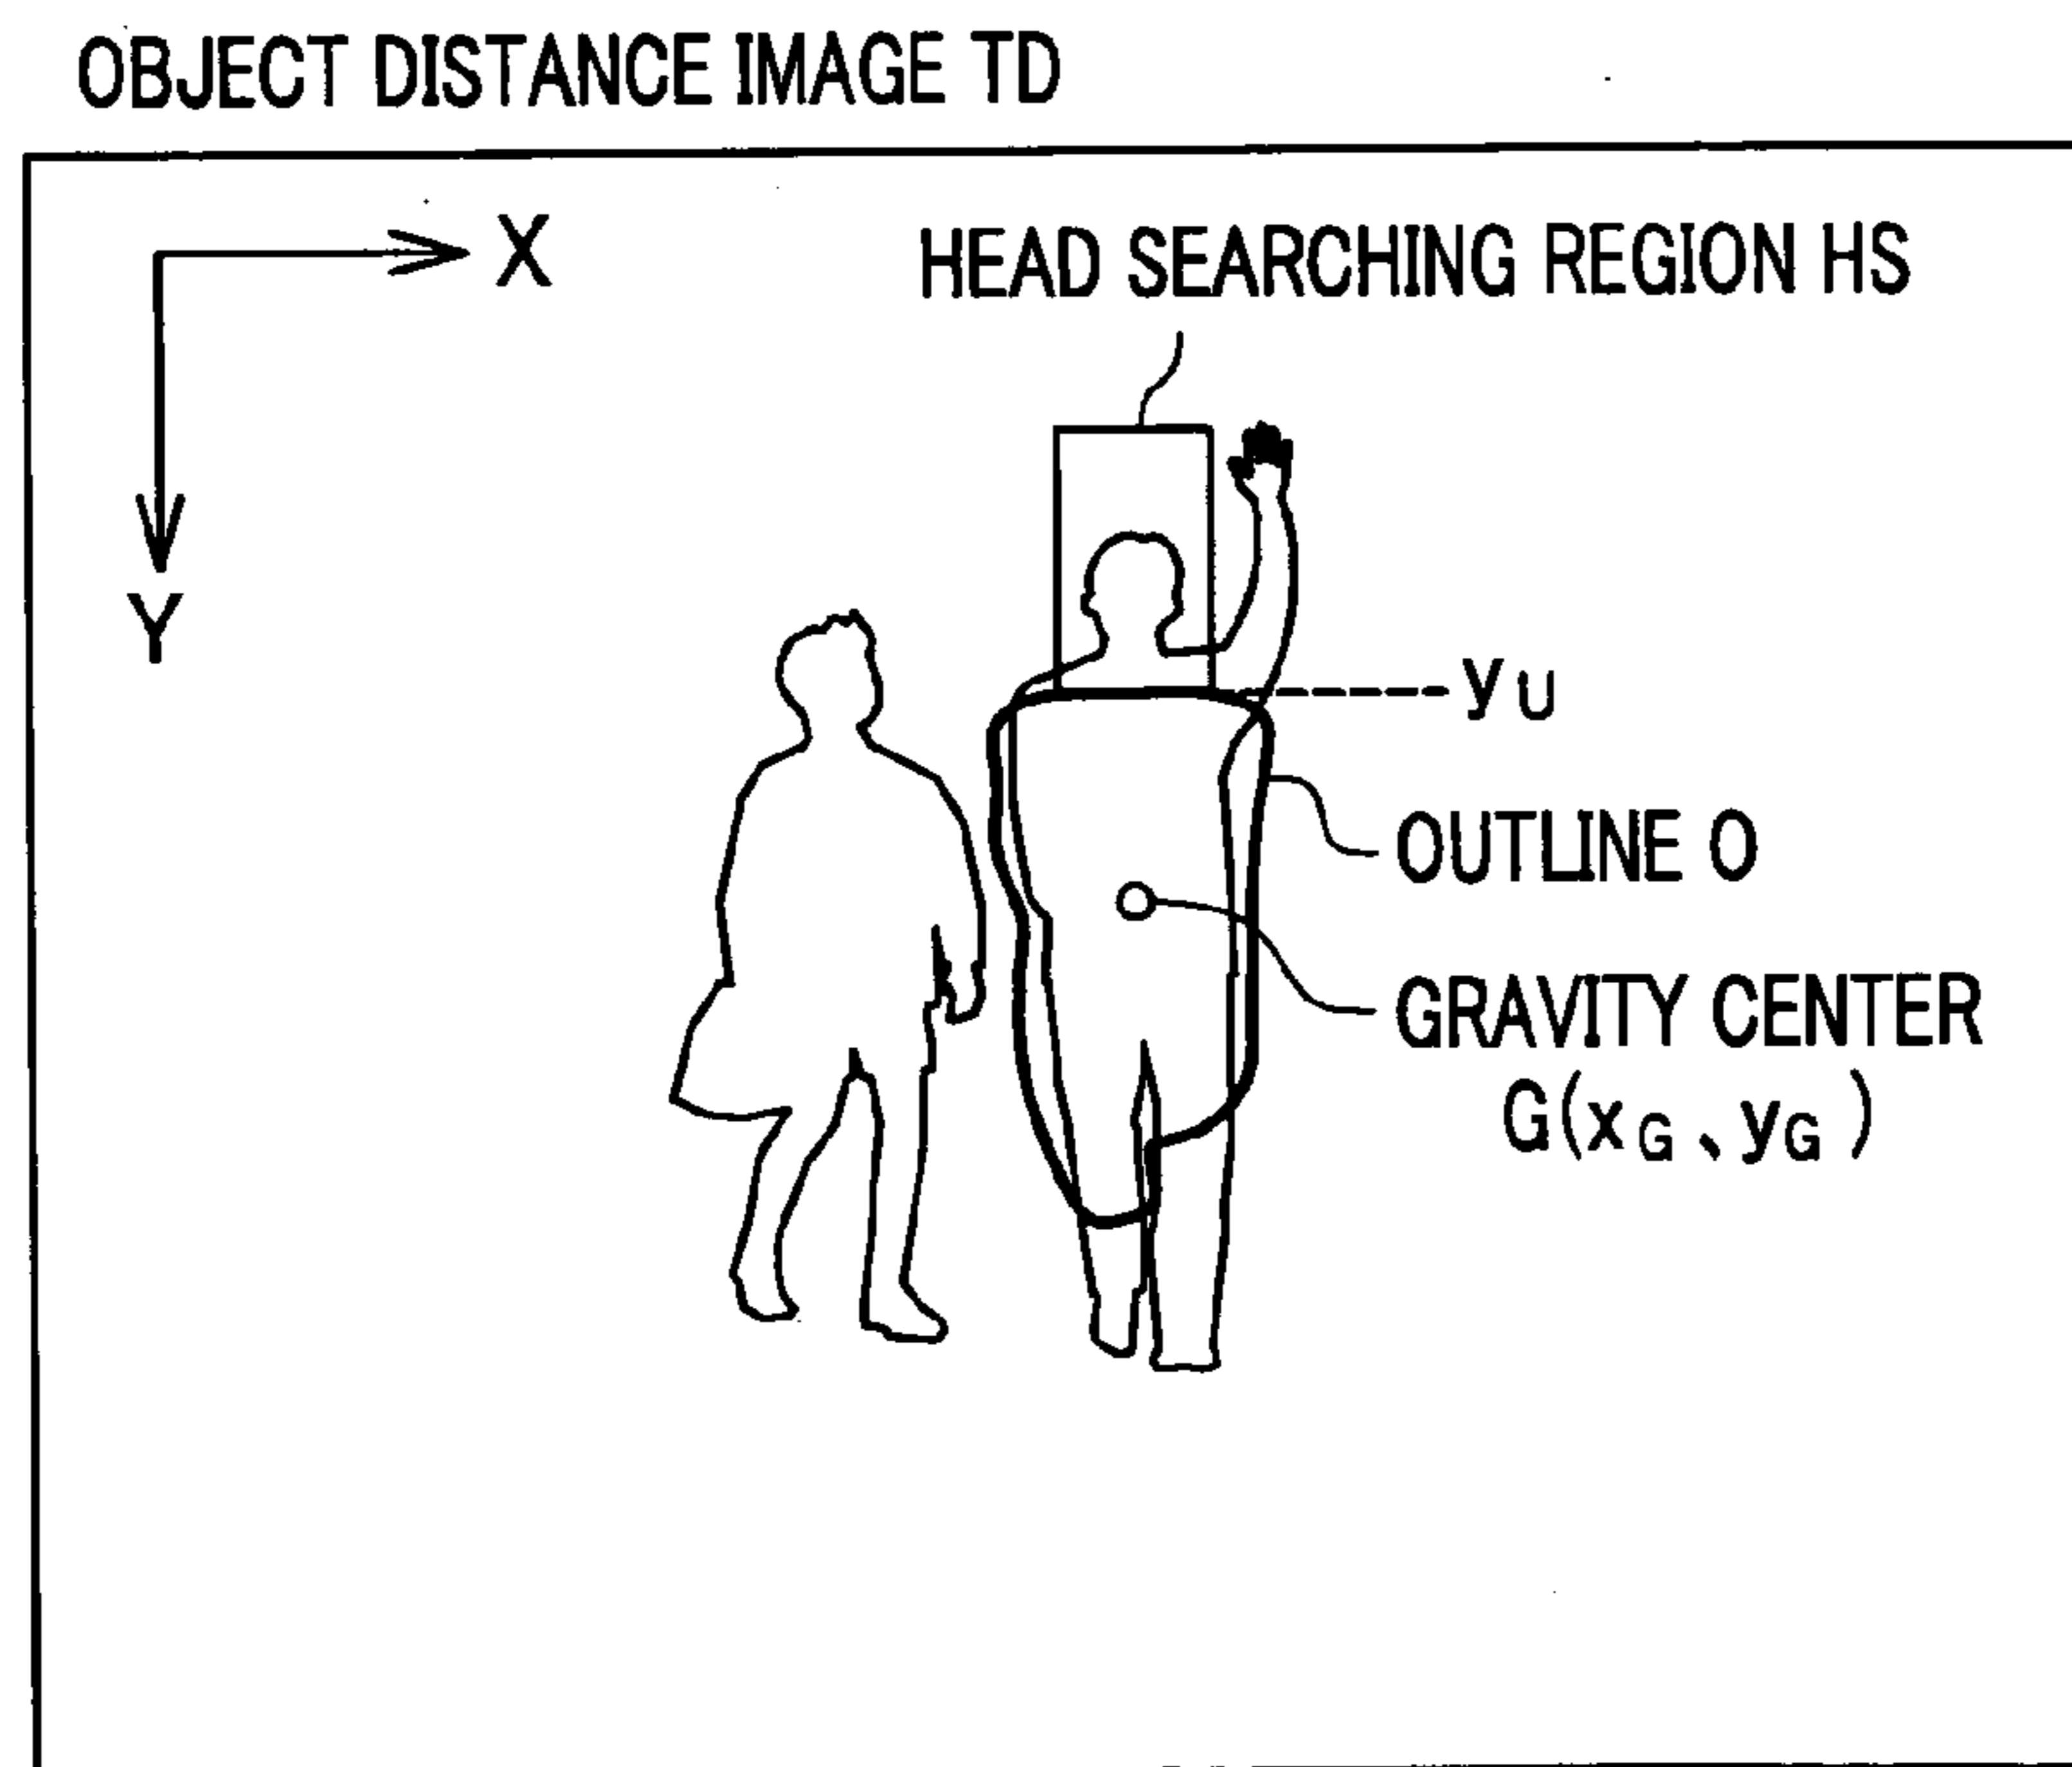 OBJECT DISTANCE IMAGE TD
X
HEAD SEARCHING REGION HS
Y
yU
OUTLINE O
GRAVITY CENTER
G(xG、yG)